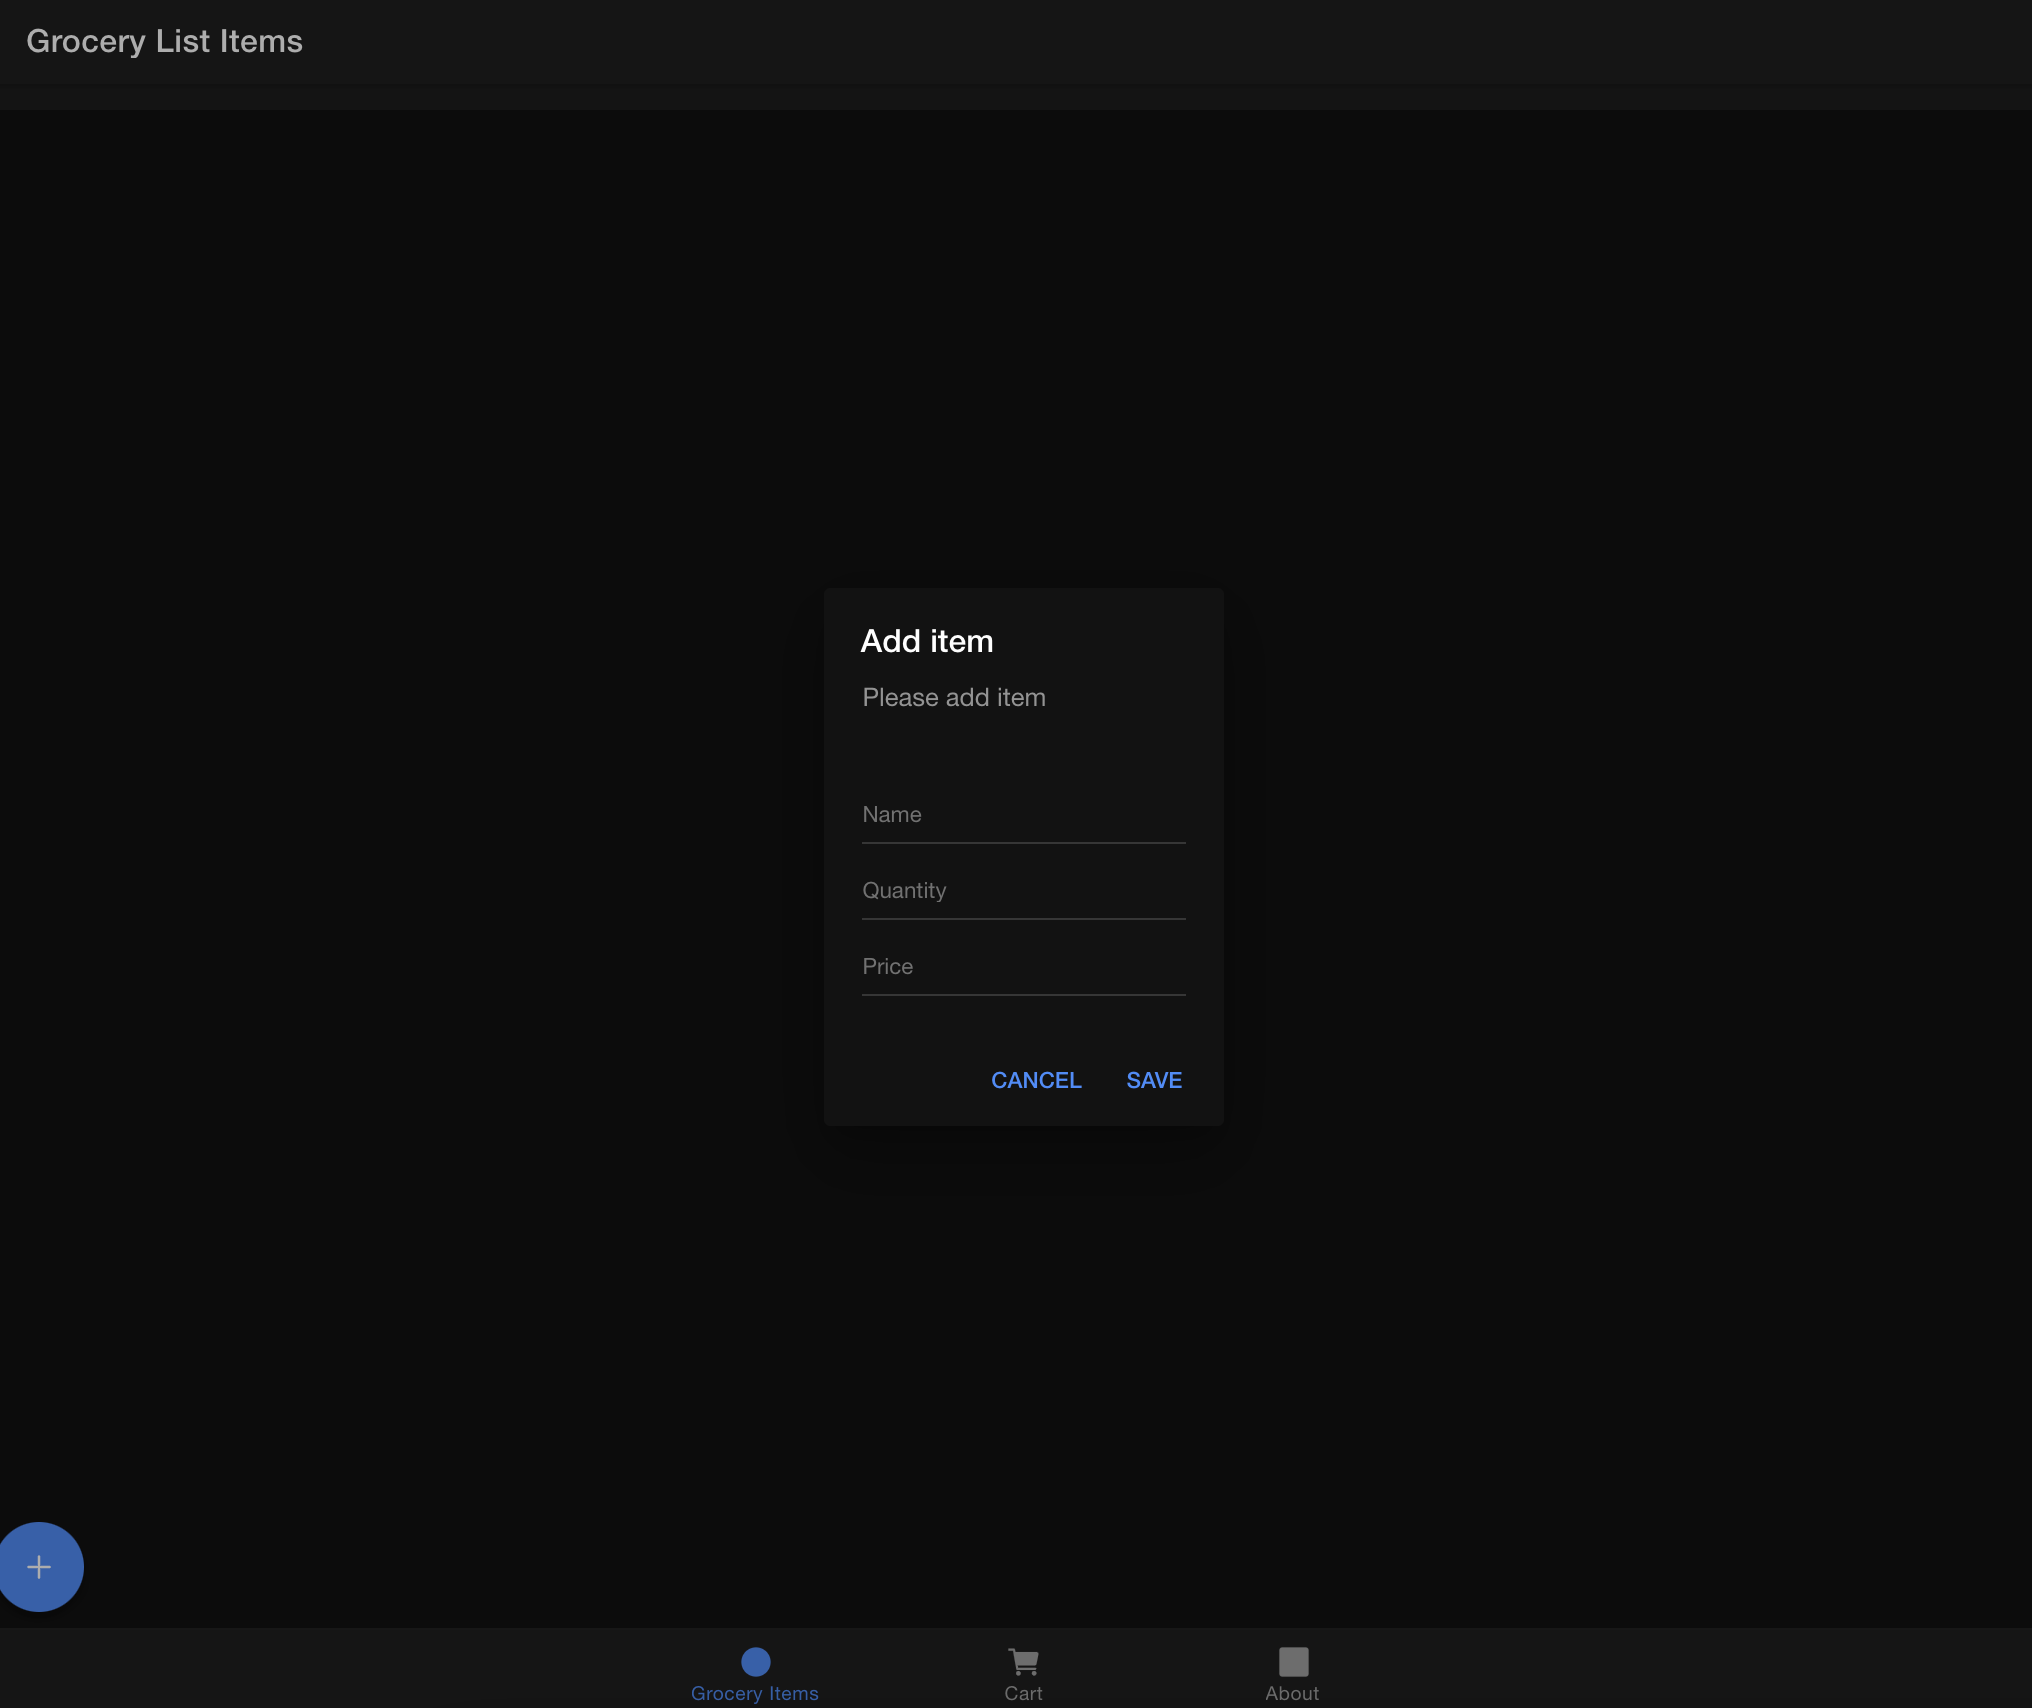 Grocery List Items
Add item
Please add item
Name
Quantity
Price
CANCEL SAVE
Grocery Items Cart About